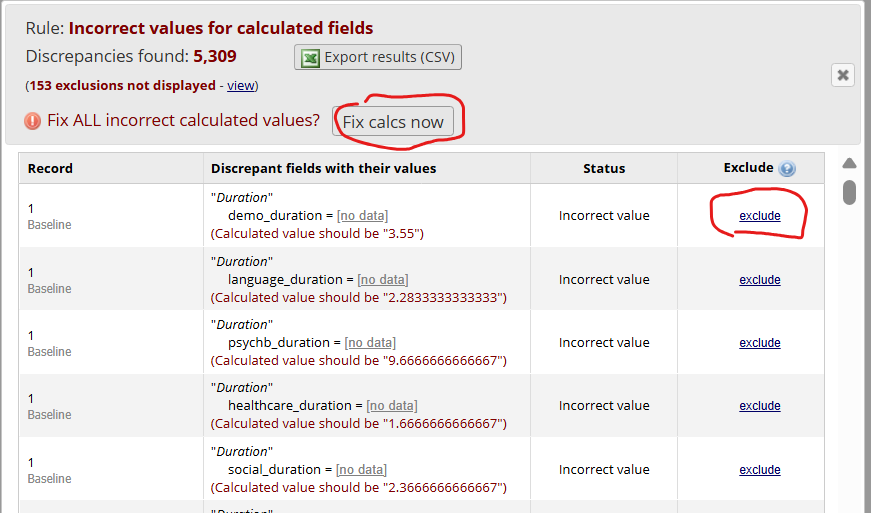 Rule: Incorrect values for calculated fields
Discrepancies found: 5,309
Export results (CSV)
(153 exclusions not displayed - view)
Fix ALL incorrect calculated values?
Fix calcs now
Record
Discrepant fields with their values
Status
Exclude ?
1
Baseline
"Duration"
demo_duration = [no data]
(Calculated value should be "3.55")
Incorrect value
exclude
1
Baseline
"Duration"
language_duration = [no data]
(Calculated value should be "2.2833333333333")
Incorrect value
exclude
1
Baseline
"Duration"
psychb_duration = [no data]
(Calculated value should be "9.6666666666667")
Incorrect value
exclude
1
Baseline
"Duration"
healthcare_duration = [no data]
(Calculated value should be "1.6666666666667")
Incorrect value
exclude
1
Baseline
"Duration"
social_duration = [no data]
(Calculated value should be "2.3666666666667")
Incorrect value
exclude
"Duration"